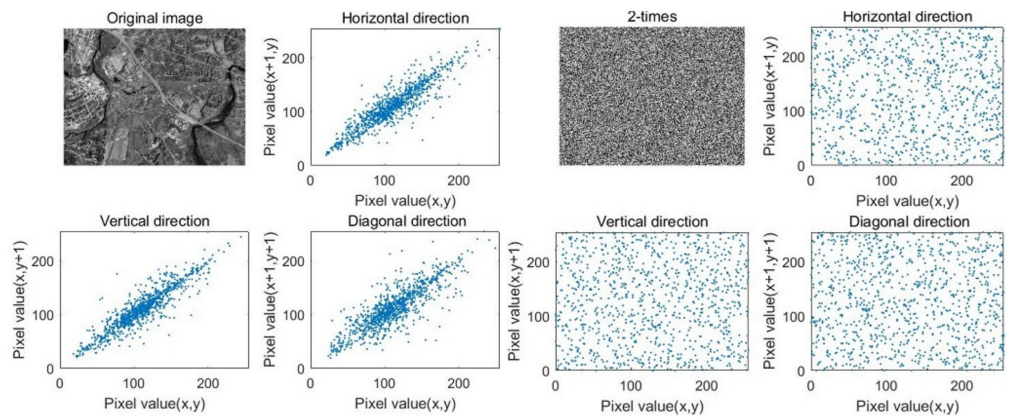 Original image
Horizontal direction
2-times
Horizontal direction
Pixel value(x+1,y)
200
100
0
0
100
200
Pixel value(x,y)
Pixel value(x+1,y)
200
100
0
0
100
200
Pixel value(x,y)
Vertical direction
Diagonal direction
Vertical direction
Diagonal direction
Pixel value(x,y+1)
200
100
0
0
100
200
Pixel value(x,y)
Pixel value(x+1,y+1)
200
100
0
0
100
200
Pixel value(x,y)
Pixel value(x,y+1)
200
100
0
0
100
200
Pixel value(x,y)
Pixel value(x+1,y+1)
200
100
0
0
100
200
Pixel value(x,y)